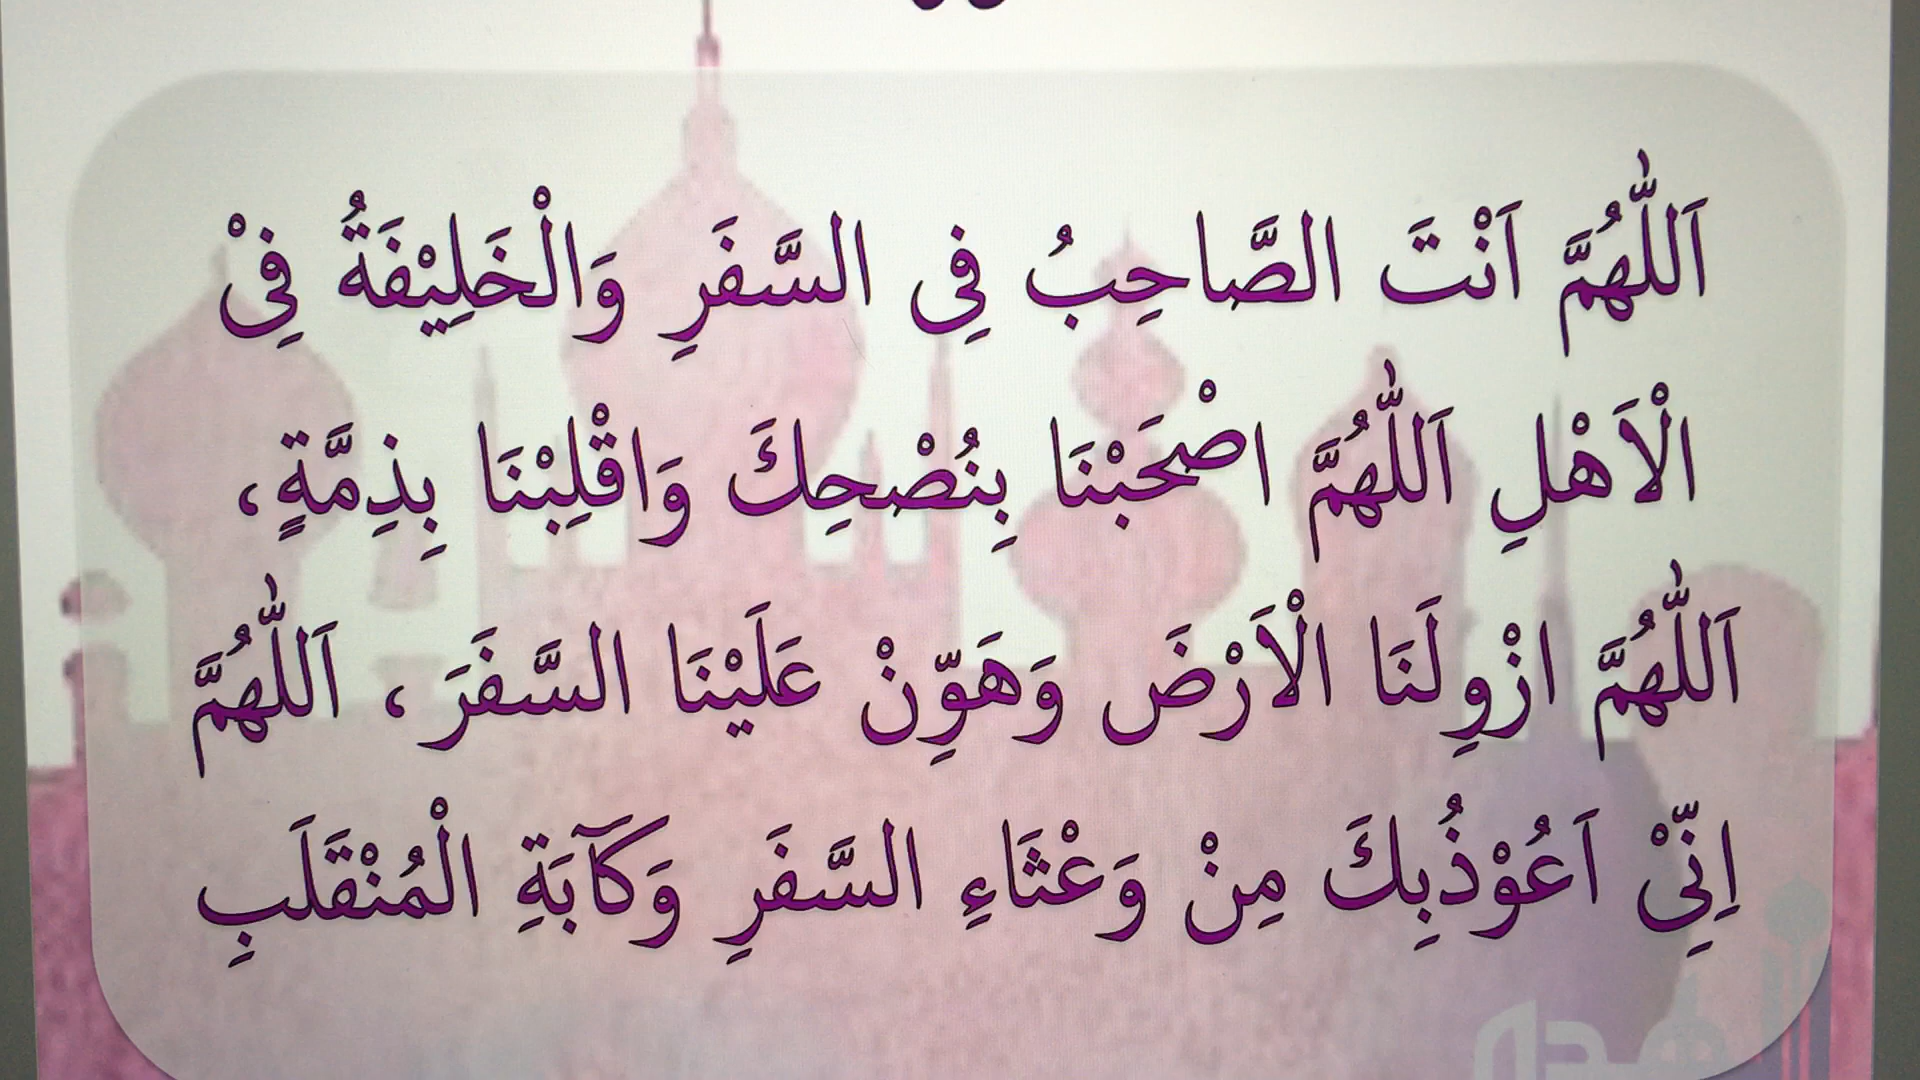 اَللّٰهُمَّ اَنْتَ الصَّاحِبُ فِى السَّفَرِ وَالْخَلِيْفَةُ فِىْ
الْاَهْلِ اَللّٰهُمَّ اصْحَبْنَا بِنُصْحِكَ وَاقْلِبْنَا بِذِمَّةٍ،
اَللّٰهُمَّ ازْوِلَنَا الْاَرْضَ وَهَوِّنْ عَلَيْنَا السَّفَرَ، اَللّٰهُمَّ
اِنِّىْ اَعُوْذُبِكَ مِنْ وَعْثَاءِ السَّفَرِ وَكَآبَةِ الْمُنْقَلَبِ